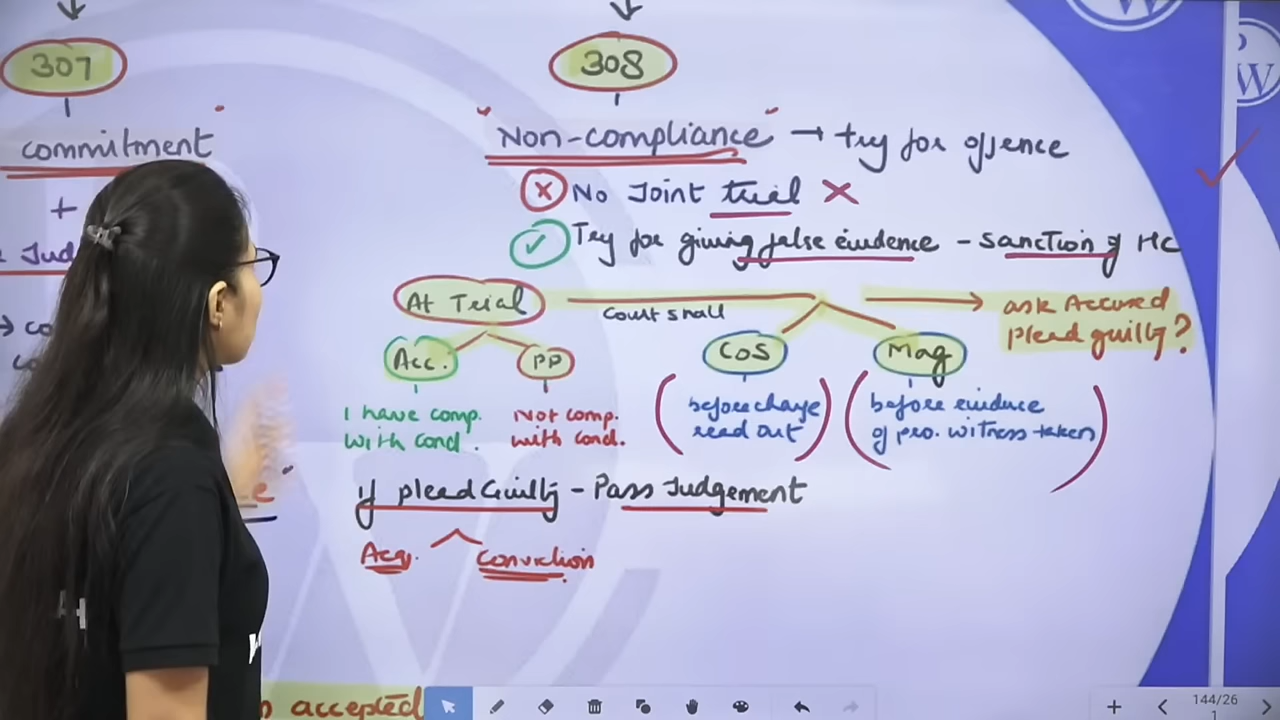 307
308
commitment
"Non-compliance" → try for offence
+
No Joint trial
Try for giving false evidence - sanction of HC
At Trial
Court shall
ask Accused
plead guilty?
Acc.
PP
COS
Mag
I have comp.
with cond.
Not comp.
with cond.
(before charge
read out)
(before evidence
of pro. witness taken)
if plead Guilty - Pass Judgement
Acq.
conviction
accepted
144/26
1
W
W